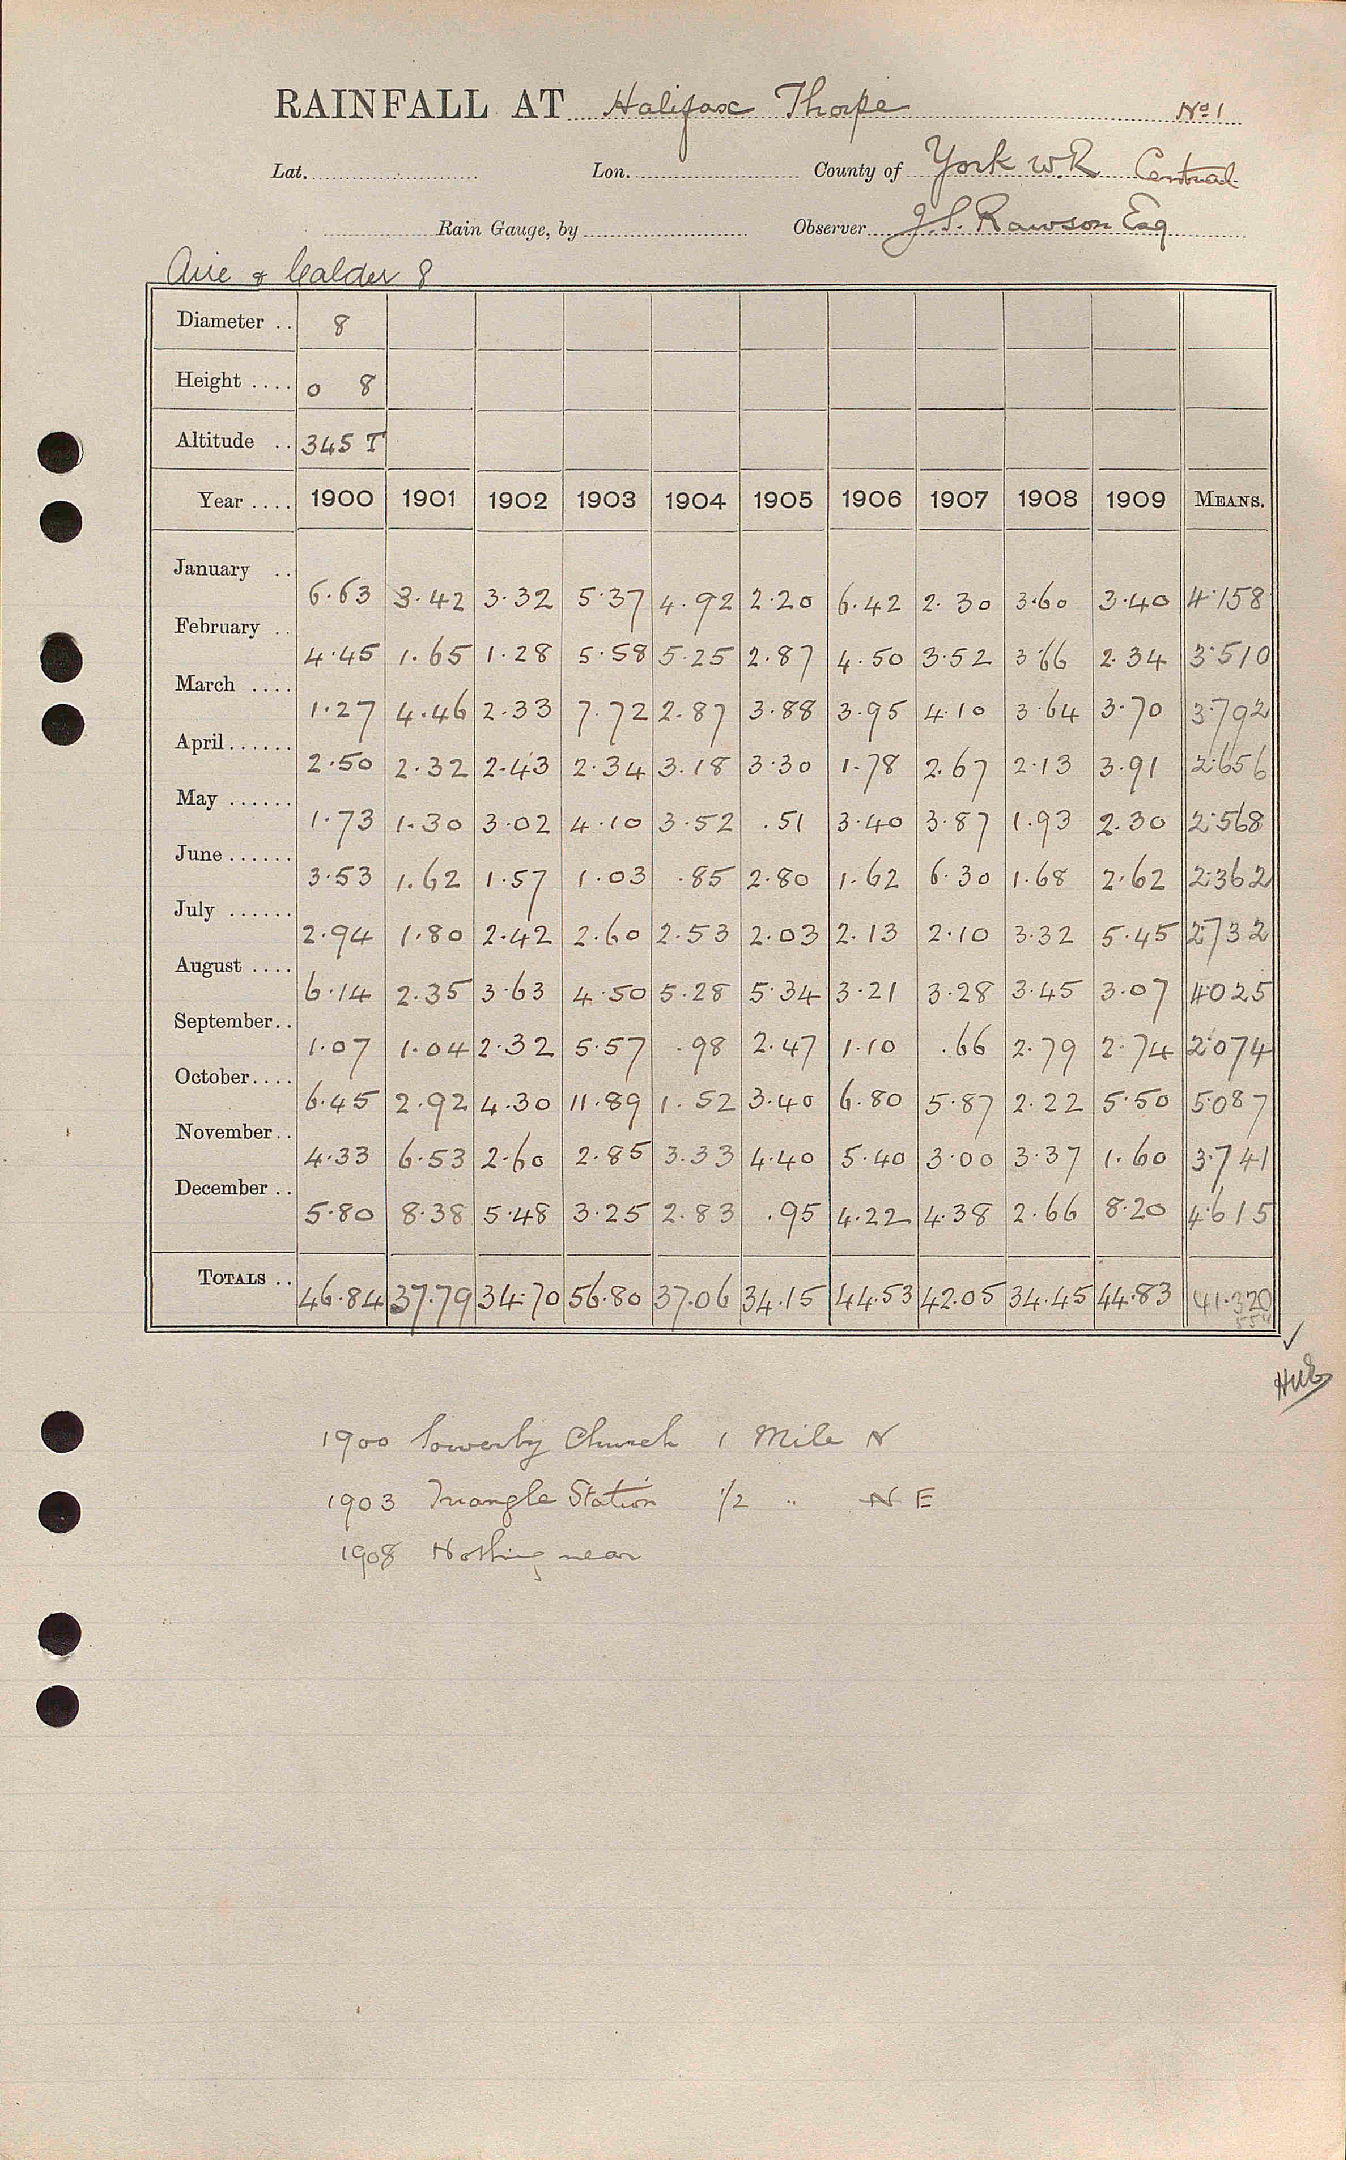 RAINFALL AT Halifax Thorpe No 1
Lat. Lon. County of York W.R Central
Rain Gauge, by Observer J.S. Rawson Esq
Aire & Calder 8
Diameter .. 8
Height .... 0 8
Altitude .. 345 T
Year .... 1900 1901 1902 1903 1904 1905 1906 1907 1908 1909 MEANS.
January .. 6.63 3.42 3.32 5.37 4.92 2.20 6.42 2.30 3.60 3.40 4.158
February .. 4.45 1.65 1.28 5.58 5.25 2.87 4.50 3.52 3.66 2.34 3.510
March .... 1.27 4.46 2.33 7.72 2.87 3.88 3.95 4.10 3.64 3.70 3.792
April ...... 2.50 2.32 2.43 2.34 3.18 3.30 1.78 2.67 2.13 3.91 2.656
May ...... 1.73 1.30 3.02 4.10 3.52 .51 3.40 3.87 1.93 2.30 2.568
June ...... 3.53 1.62 1.57 1.03 .85 2.80 1.62 6.30 1.68 2.62 2.362
July ...... 2.94 1.80 2.42 2.60 2.53 2.03 2.13 2.10 3.32 5.45 2.732
August .... 6.14 2.35 3.63 4.50 5.28 5.34 3.21 3.28 3.45 3.07 4.025
September .. 1.07 1.04 2.32 5.57 .98 2.47 1.10 .66 2.79 2.74 2.074
October .... 6.45 2.92 4.30 11.89 1.52 3.40 6.80 5.87 2.22 5.50 5.087
November .. 4.33 6.53 2.60 2.85 3.33 4.40 5.40 3.00 3.37 1.60 3.741
December .. 5.80 8.38 5.48 3.25 2.83 .95 4.22 4.38 2.66 8.20 4.615
TOTALS .. 46.84 37.79 34.70 56.80 37.06 34.15 44.53 42.05 34.45 44.83 41.320
1900 Sowerby Church 1 Mile N
1903 Triangle Station 1/2 " N E
1908 Nothing near